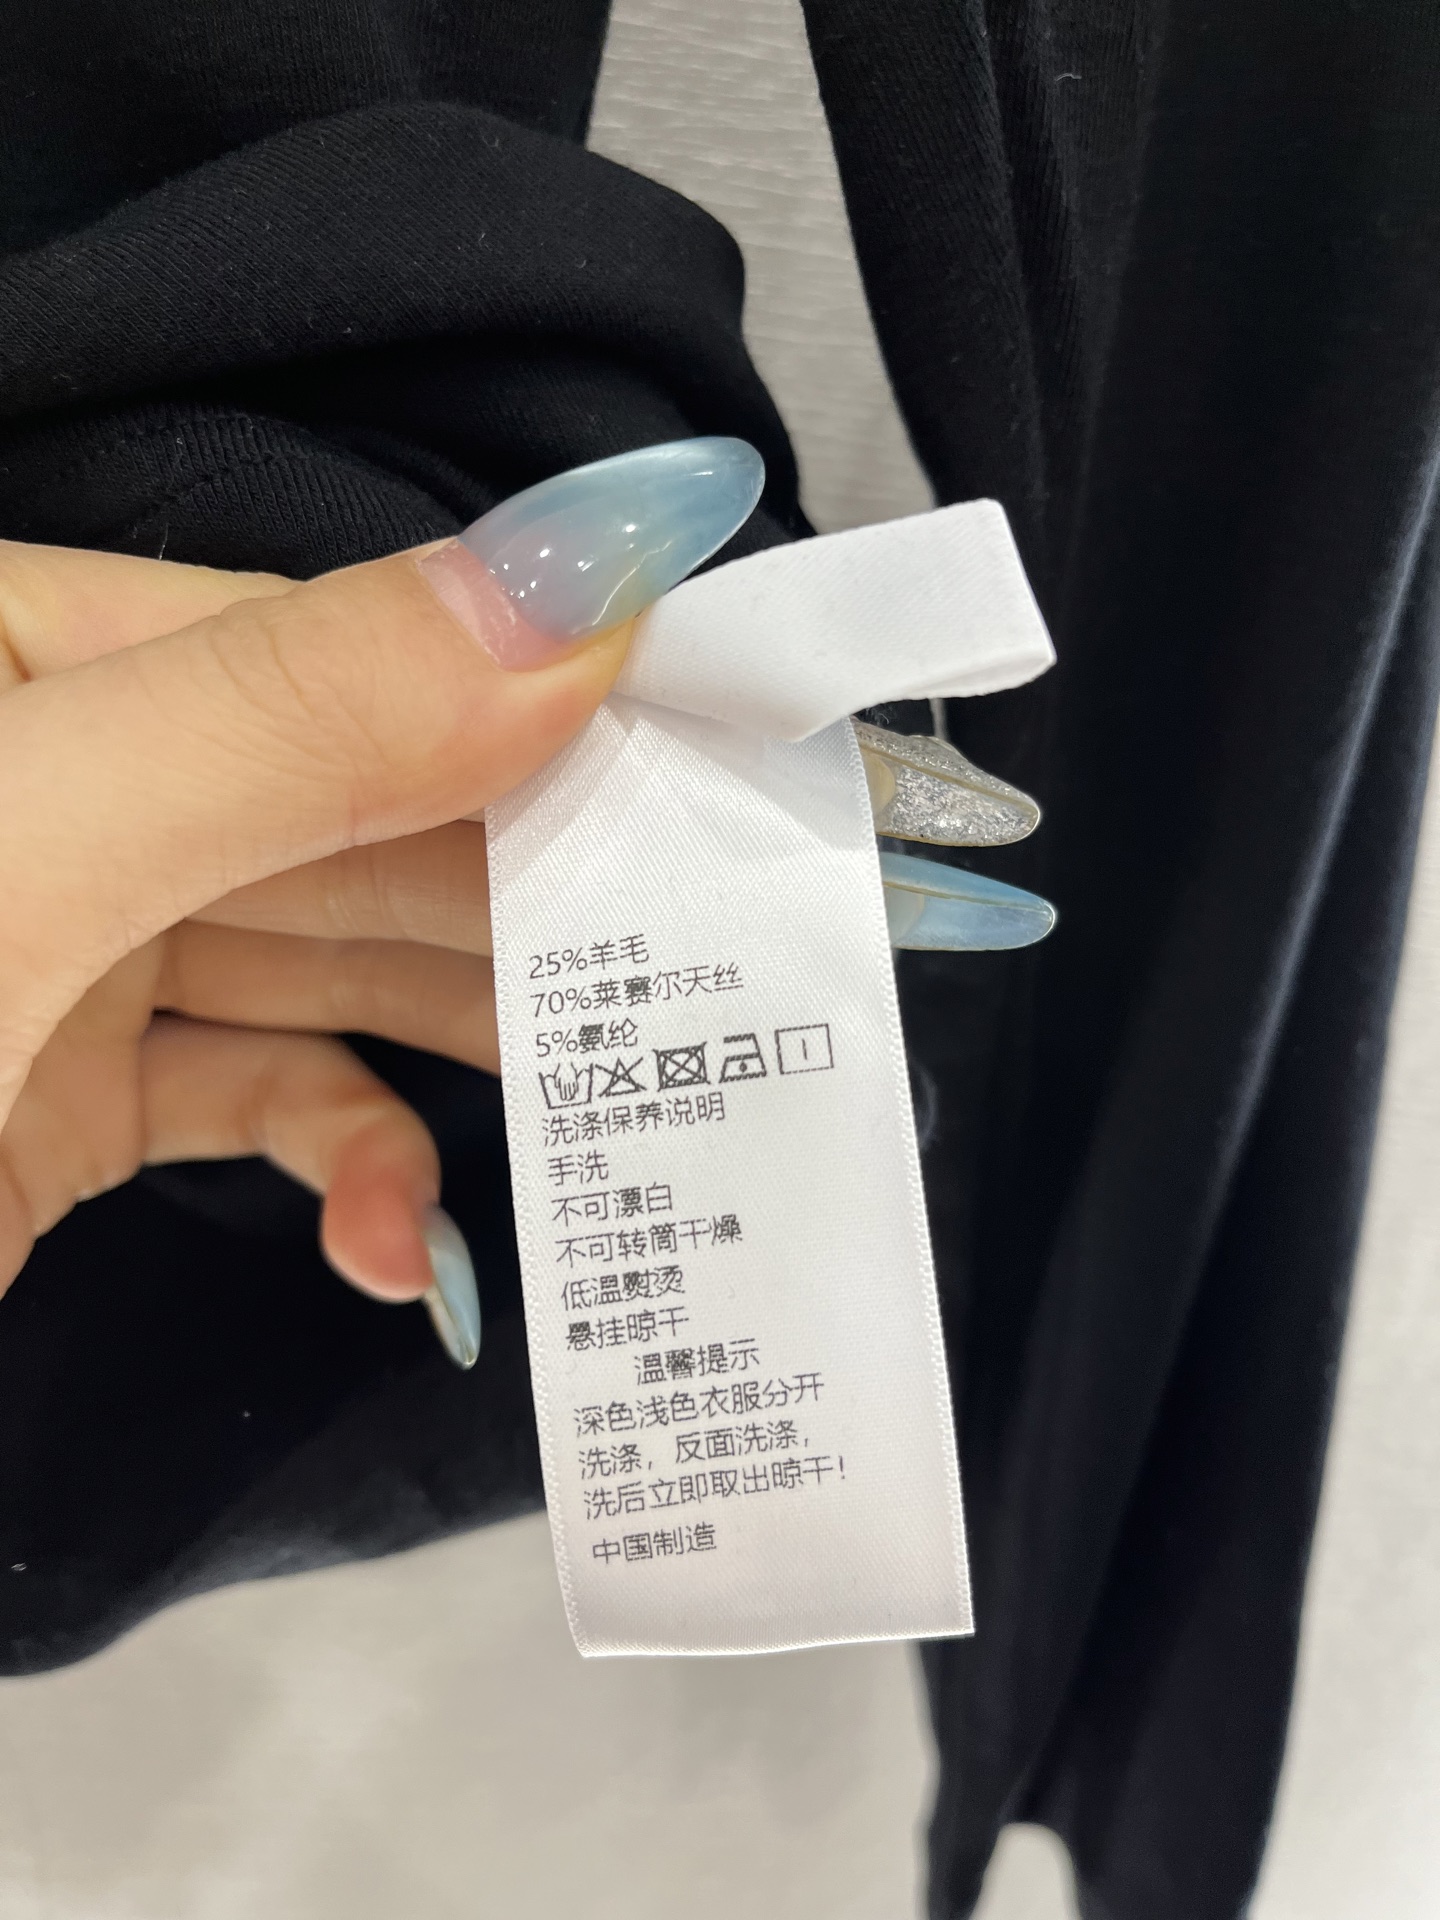 25%羊毛
70%莱赛尔天丝
5%氨纶
洗涤保养说明
手洗
不可漂白
不可转筒干燥
低温熨烫
悬挂晾干
温馨提示
深色浅色衣服分开
洗涤，反面洗涤，
洗后立即取出晾干！
中国制造